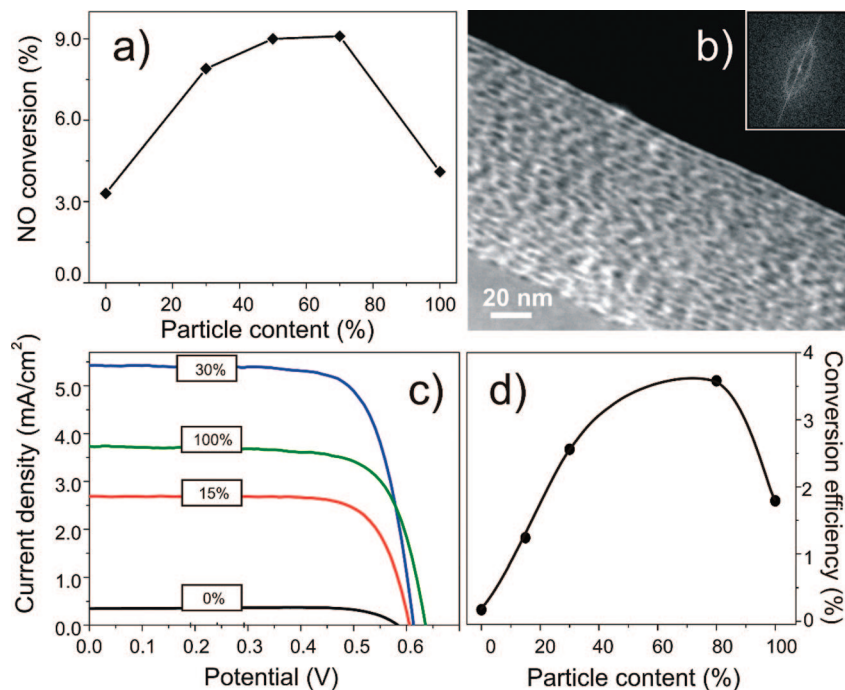 a)
NO conversion (%)
9.0
6.0
3.0
0.0
0 20 40 60 80 100
Particle content (%)
b)
20 nm
c)
Current density (mA/cm²)
5.0
4.0
3.0
2.0
1.0
0.0
30%
100%
15%
0%
0.0 0.1 0.2 0.3 0.4 0.5 0.6
Potential (V)
d)
4
3
2
1
0
Conversion efficiency (%)
0 20 40 60 80 100
Particle content (%)